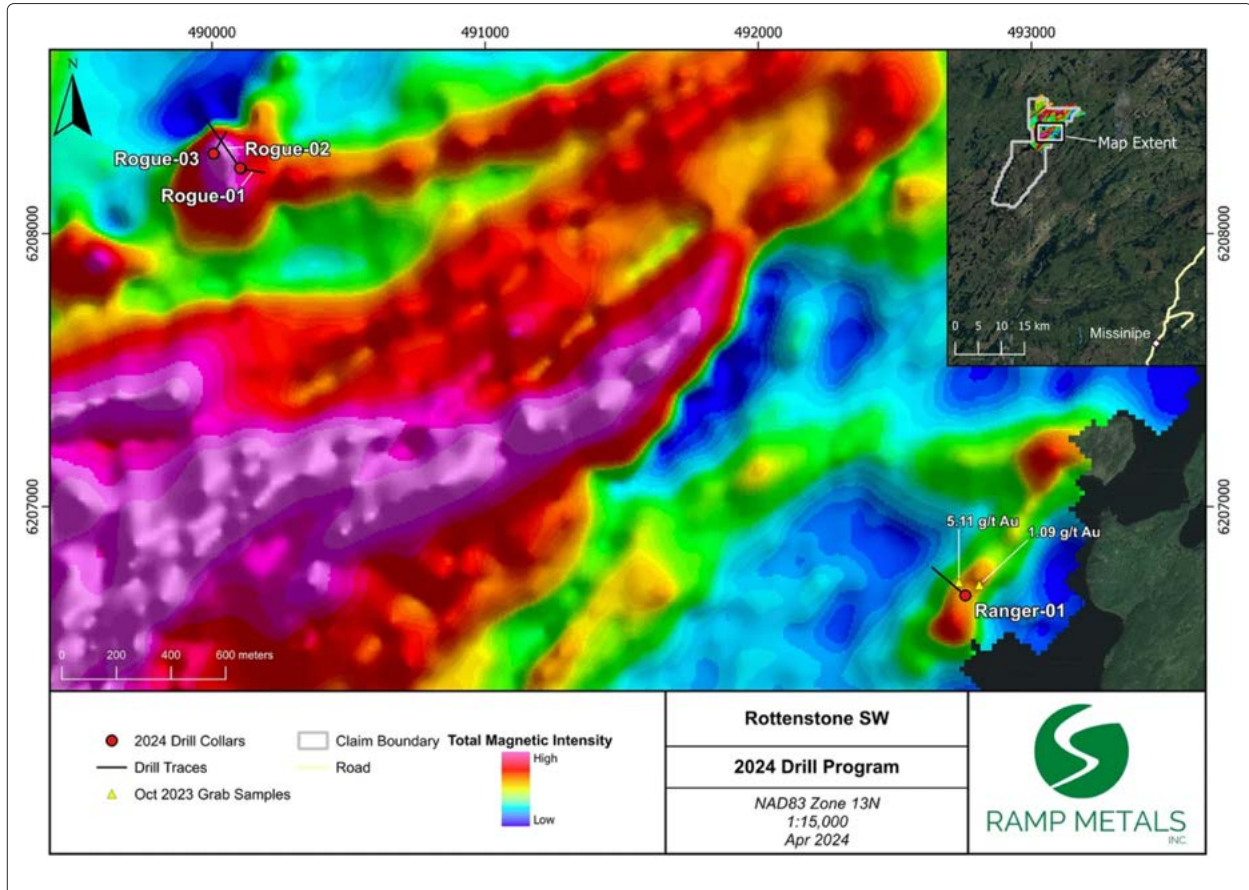 490000
491000
492000
493000
N
Rogue-03
Rogue-02
Rogue-01
Map Extent
6208000
6208000
0 5 10 15 km
Missinipe
6207000
6207000
5.11 g/t Au
1.09 g/t Au
Ranger-01
0 200 400 600 meters
2024 Drill Collars
Drill Traces
Oct 2023 Grab Samples
Claim Boundary
Road
Total Magnetic Intensity
High
Low
Rottenstone SW
2024 Drill Program
NAD83 Zone 13N
1:15,000
Apr 2024
RAMP METALS
INC.